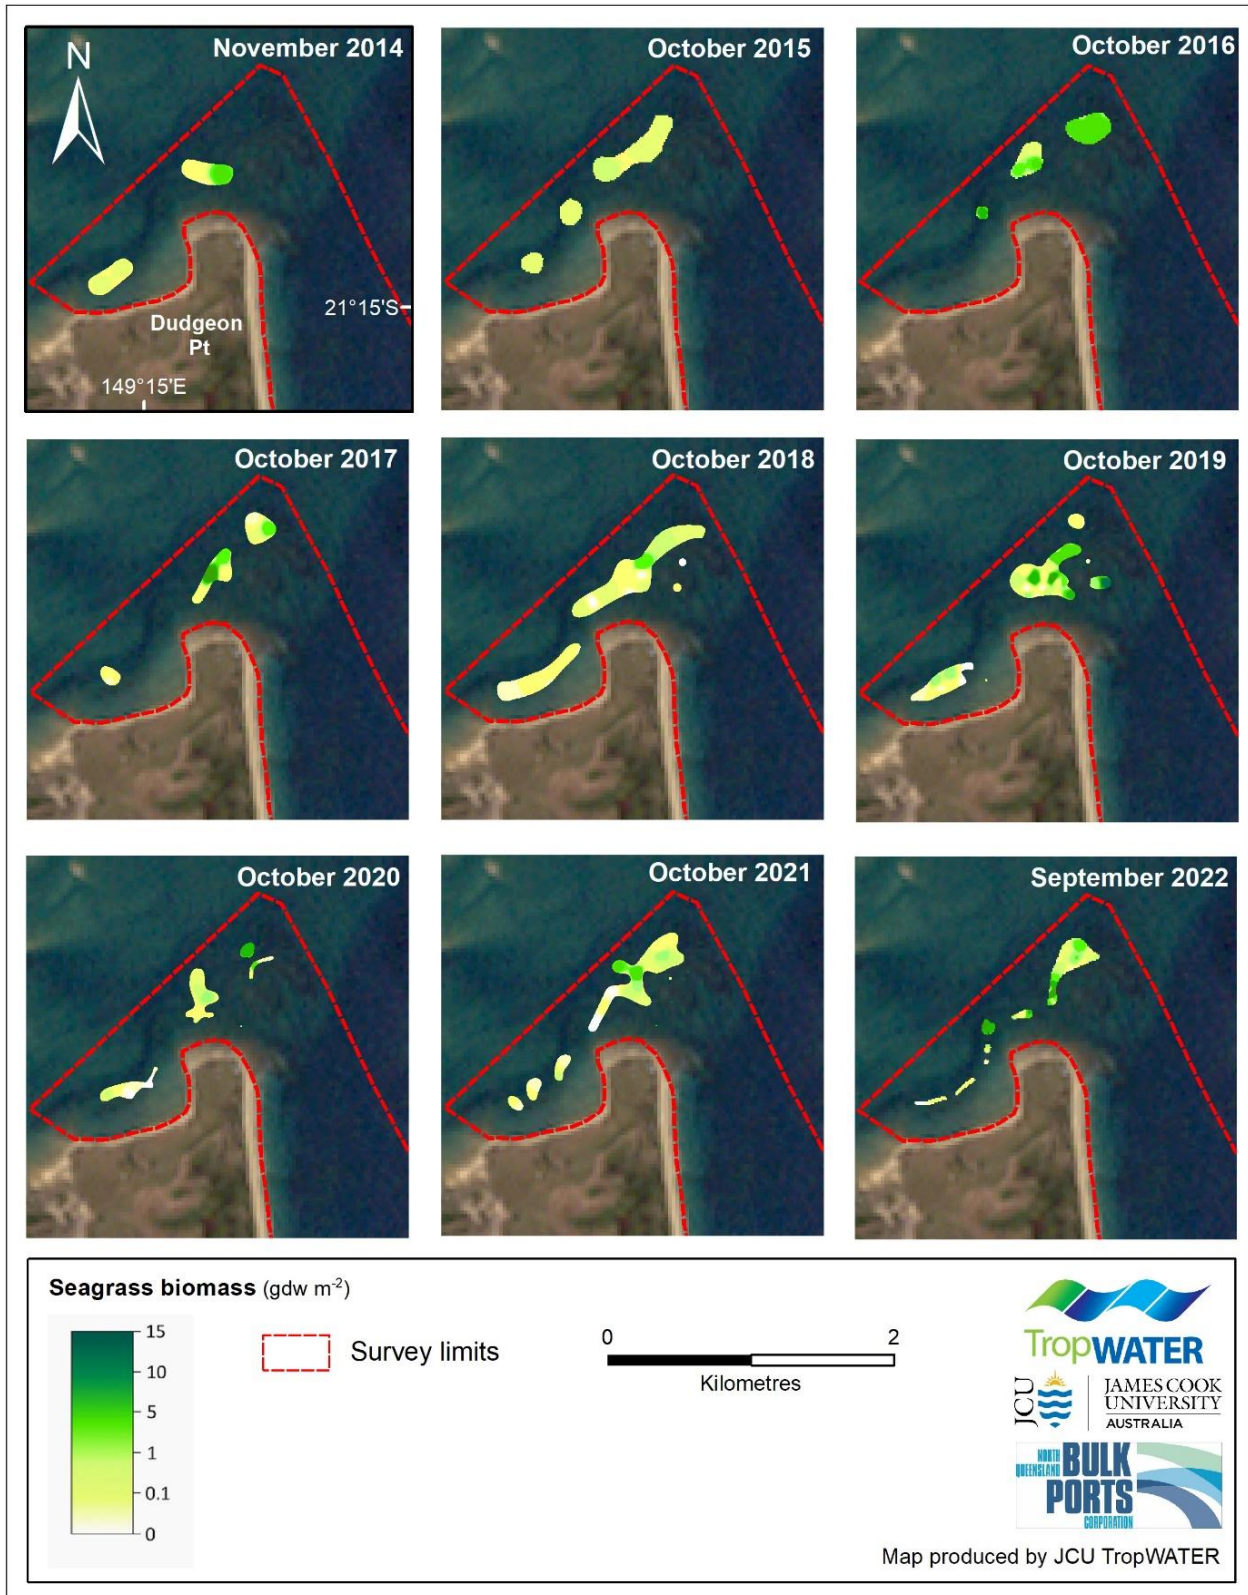 November 2014
N
21°15'S
Dudgeon
Pt
149°15'E
October 2015
October 2016
October 2017
October 2018
October 2019
October 2020
October 2021
September 2022
Seagrass biomass (gdw m⁻²)
15
10
5
1
0.1
0
Survey limits
0 2
Kilometres
TropWATER
JCU
JAMES COOK
UNIVERSITY
AUSTRALIA
NORTH
QUEENSLAND
BULK
PORTS
CORPORATION
Map produced by JCU TropWATER